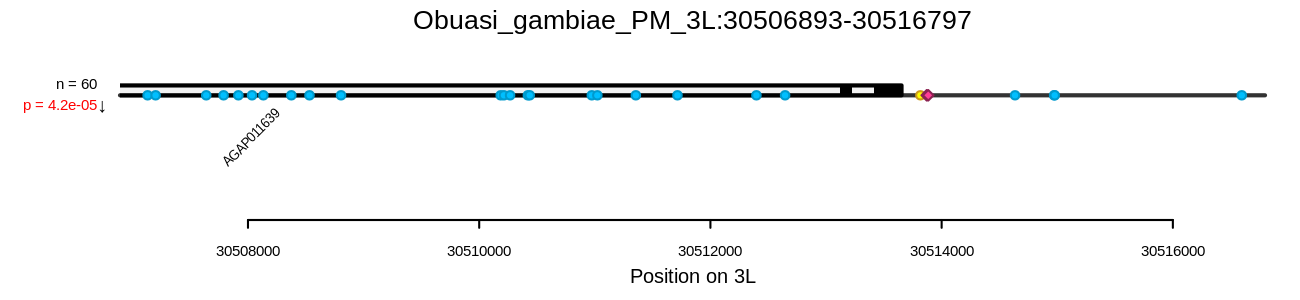 Obuasi_gambiae_PM_3L:30506893-30516797
n = 60
p = 4.2e-05↓
AGAP011639
30508000 30510000 30512000 30514000 30516000
Position on 3L